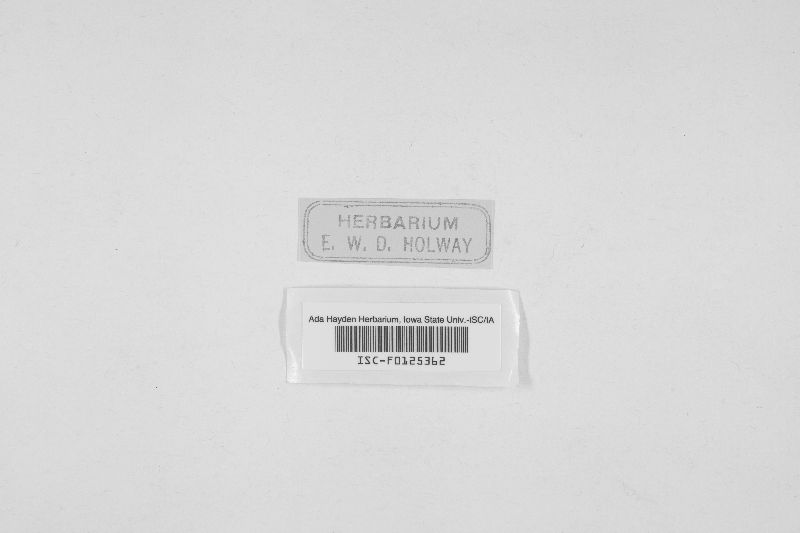 HERBARIUM
E. W. D. HOLWAY
Ada Hayden Herbarium, Iowa State Univ.-ISC/IA
ISC-F0125362